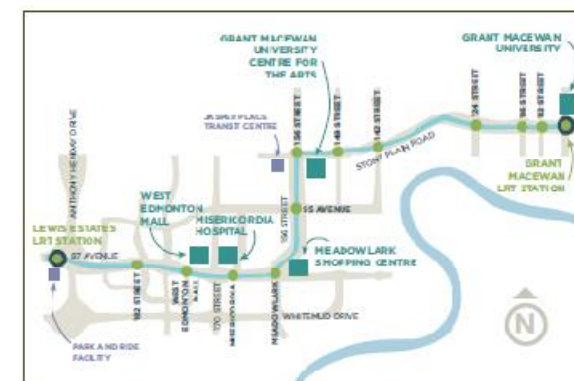 GRANT MACEWAN
UNIVERSITY
CENTRE FOR
THE ARTS
GRANT MACEWAN
UNIVERSITY
JASPER PLACE
TRANSIT CENTRE
156 STREET
149 STREET
142 STREET
STONY PLAIN ROAD
124 STREET
116 STREET
112 STREET
GRANT
MACEWAN
LRT STATION
ANTHONY HENDAY DRIVE
WEST
EDMONTON
MALL
MISERICORDIA
HOSPITAL
156 STREET
95 AVENUE
LEWIS ESTATES
LRT STATION
87 AVENUE
MEADOWLARK
SHOPPING CENTRE
182 STREET
WEST
EDMONTON
MALL
170 STREET
MISERICORDIA
MEADOWLARK
WHITEMUD DRIVE
PARK AND RIDE
FACILITY
N